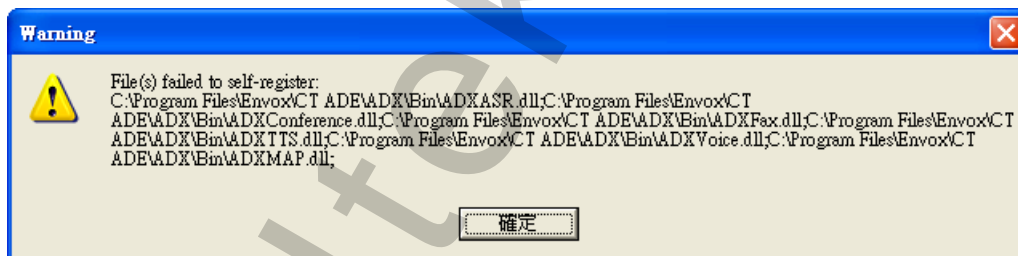 Warning
File(s) failed to self-register:
C:\Program Files\Envox\CT ADE\ADX\Bin\ADXASR.dll;C:\Program Files\Envox\CT
ADE\ADX\Bin\ADXConference.dll;C:\Program Files\Envox\CT ADE\ADX\Bin\ADXFax.dll;C:\Program Files\Envox\CT
ADE\ADX\Bin\ADXTTS.dll;C:\Program Files\Envox\CT ADE\ADX\Bin\ADXVoice.dll;C:\Program Files\Envox\CT
ADE\ADX\Bin\ADXMAP.dll;
確定